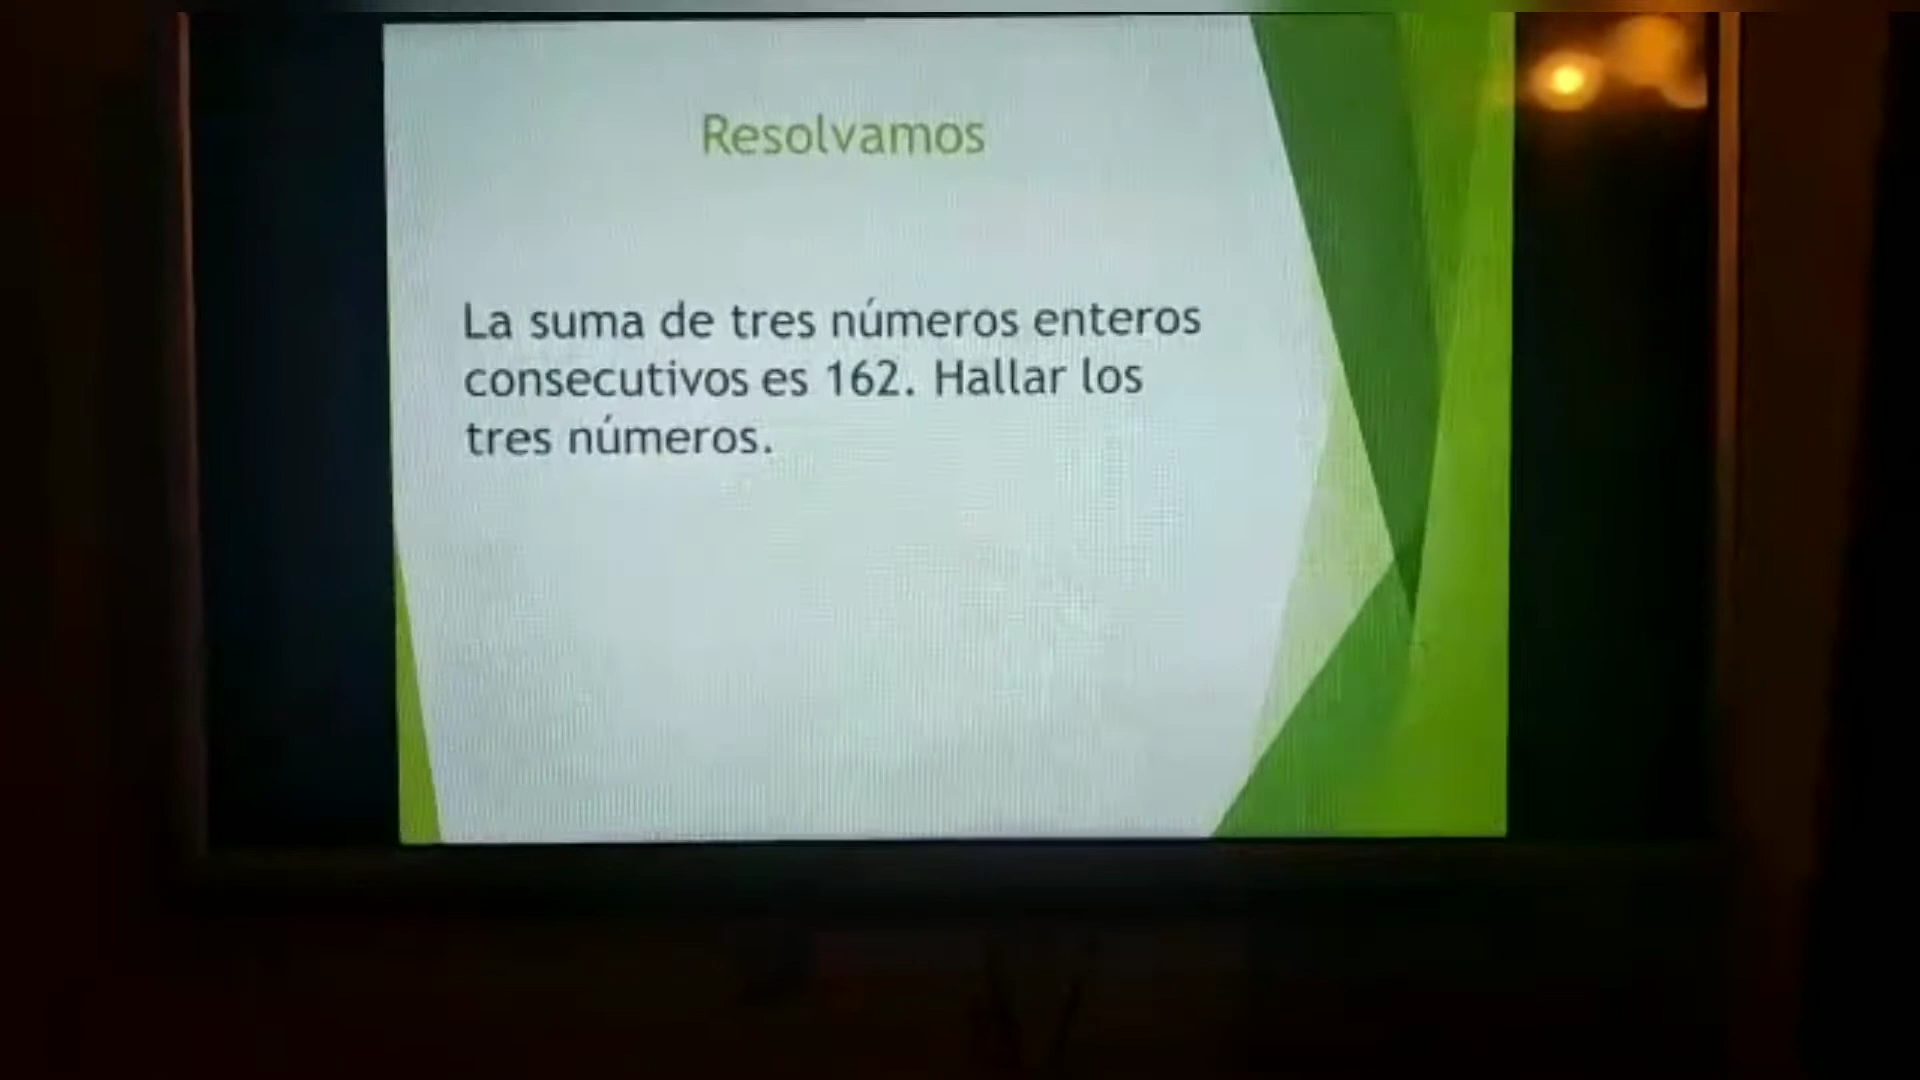 Resolvamos
La suma de tres números enteros
consecutivos es 162. Hallar los
tres números.